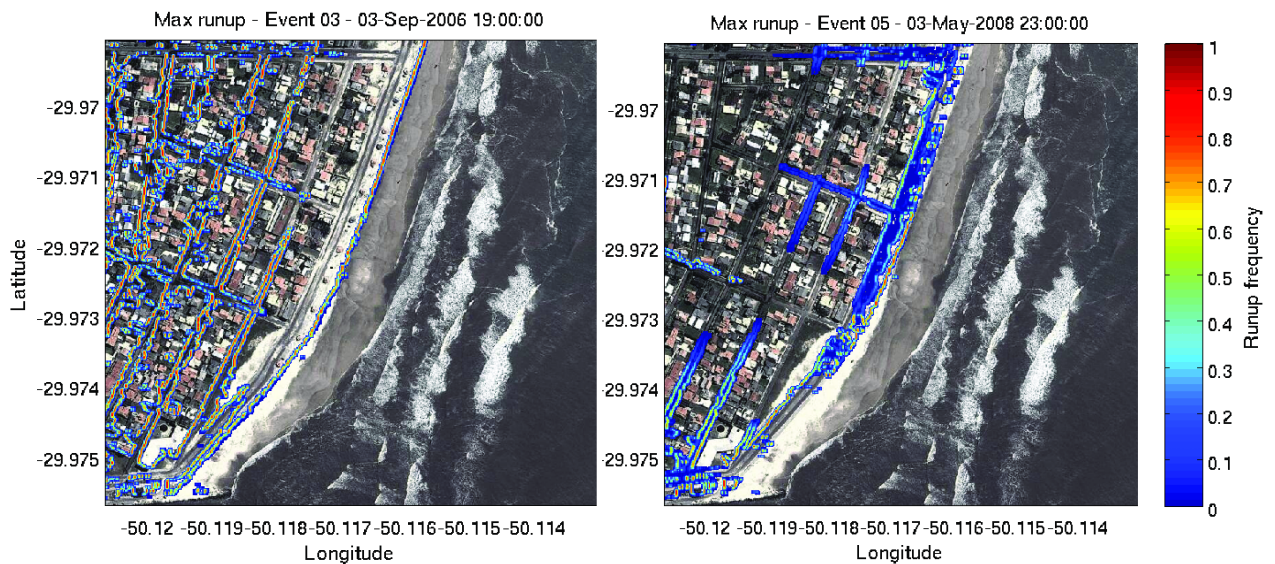 Max runup - Event 03 - 03-Sep-2006 19:00:00
Latitude
-29.97
-29.971
-29.972
-29.973
-29.974
-29.975
-50.12 -50.119 -50.118 -50.117 -50.116 -50.115 -50.114
Longitude
Max runup - Event 05 - 03-May-2008 23:00:00
-29.97
-29.971
-29.972
-29.973
-29.974
-29.975
-50.12 -50.119 -50.118 -50.117 -50.116 -50.115 -50.114
Longitude
1
0.9
0.8
0.7
0.6
0.5
0.4
0.3
0.2
0.1
0
Runup frequency